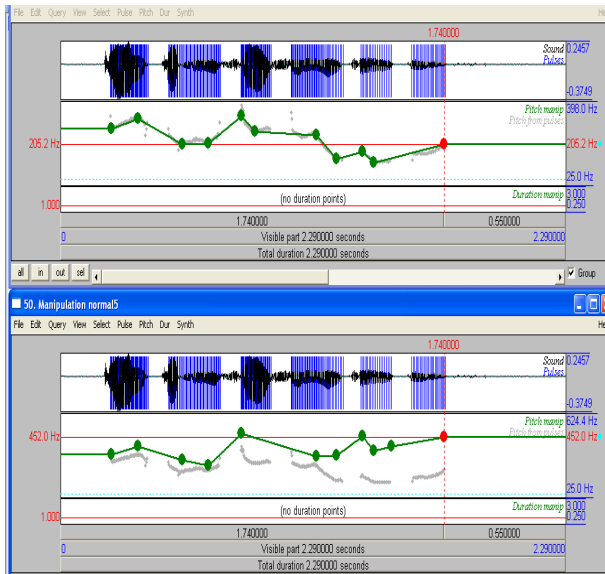 File Edit Query View Select Pulse Pitch Dur Synth He
1.740000
Sound 0.2457
Pulses
-0.3749
Pitch manip 398.0 Hz
Pitch from pulses
205.2 Hz 205.2 Hz
25.0 Hz
Duration manip 3.000
1.000 (no duration points) 0.250
1.740000 0.550000
0 Visible part 2.290000 seconds 2.290000
Total duration 2.290000 seconds
all in out sel Group
50. Manipulation normal5
File Edit Query View Select Pulse Pitch Dur Synth He
1.740000
Sound 0.2457
Pulses
-0.3749
Pitch manip 624.4 Hz
Pitch from pulses
452.0 Hz 452.0 Hz
25.0 Hz
Duration manip 3.000
1.000 (no duration points) 0.250
1.740000 0.550000
0 Visible part 2.290000 seconds 2.290000
Total duration 2.290000 seconds